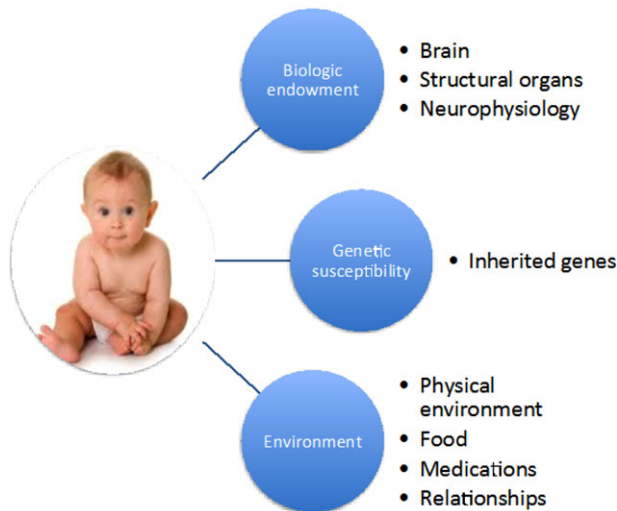 Biologic
endowment
• Brain
• Structural organs
• Neurophysiology
Genetic
susceptibility
• Inherited genes
Environment
• Physical
environment
• Food
• Medications
• Relationships